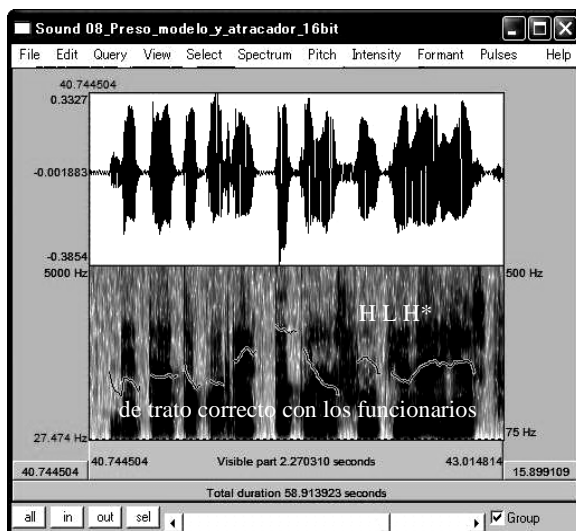 Sound 08_Preso_modelo_y_atracador_16bit
File Edit Query View Select Spectrum Pitch Intensity Formant Pulses Help
40.744504
0.3327
-0.001883
-0.3854
5000 Hz 500 Hz
H L H*
de trato correcto con los funcionarios
27.474 Hz 75 Hz
40.744504 40.744504 Visible part 2.270310 seconds 43.014814 15.899109
Total duration 58.913923 seconds
all in out sel Group